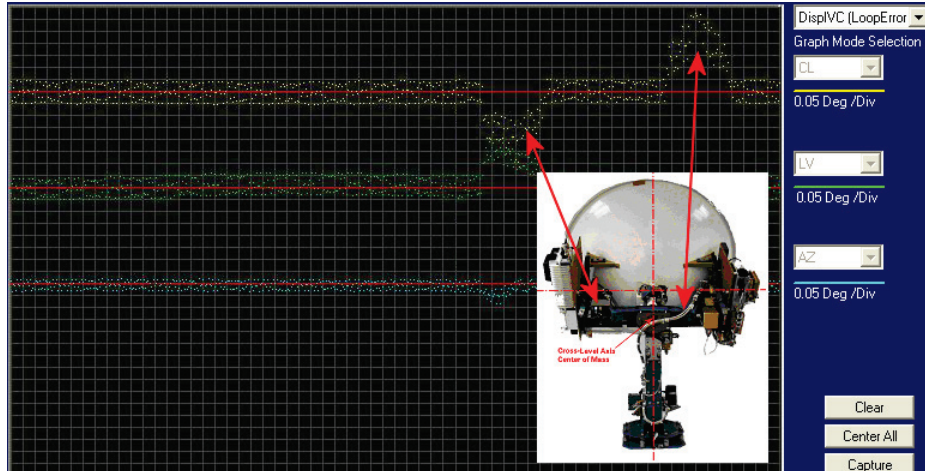 DispIVC (LoopError
Graph Mode Selection
CL
0.05 Deg /Div
LV
0.05 Deg /Div
AZ
0.05 Deg /Div
Cross-Level Axis
Center of Mass
Clear
Center All
Capture